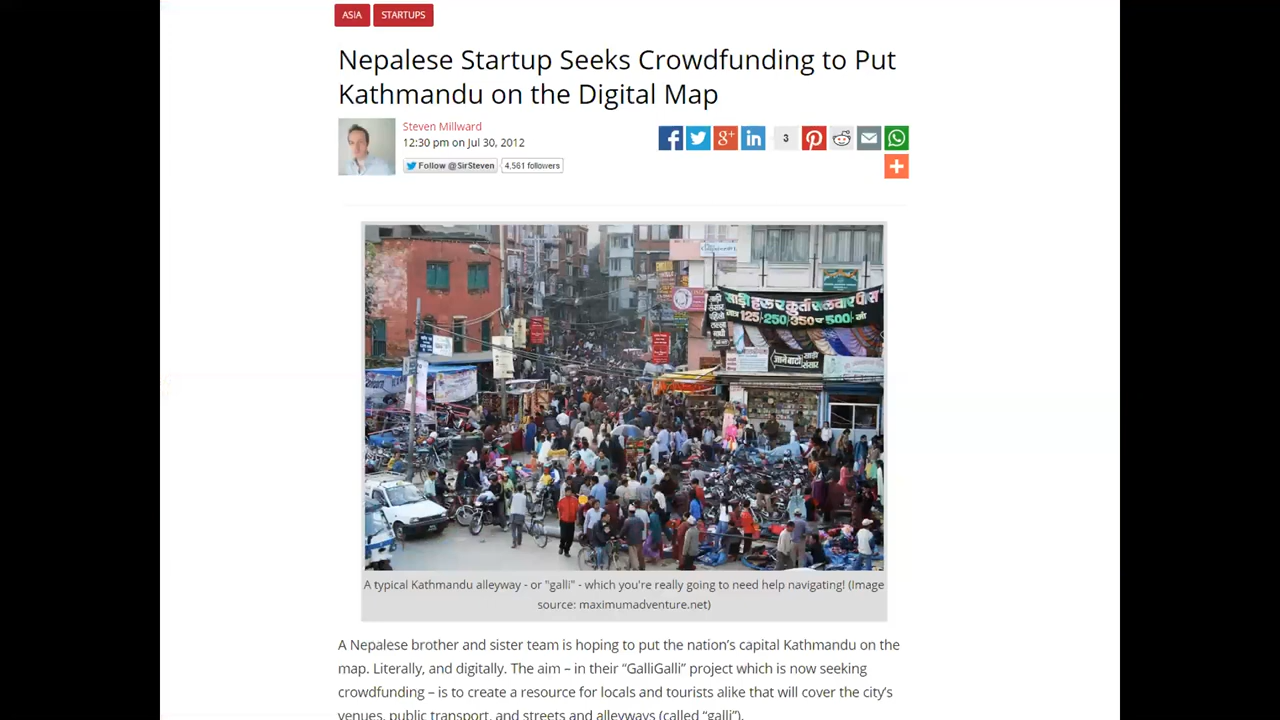 ASIA STARTUPS
Nepalese Startup Seeks Crowdfunding to Put
Kathmandu on the Digital Map
Steven Millward
12:30 pm on Jul 30, 2012
Follow @SirSteven 4,561 followers
3
साडी हरू र कुर्ता सलवार पीस
125/-250/350 र 500/-
A typical Kathmandu alleyway - or "galli" - which you're really going to need help navigating! (Image
source: maximumadventure.net)
A Nepalese brother and sister team is hoping to put the nation’s capital Kathmandu on the
map. Literally, and digitally. The aim – in their “GalliGalli” project which is now seeking
crowdfunding – is to create a resource for locals and tourists alike that will cover the city’s
venues, public transport, and streets and alleyways (called “galli”).